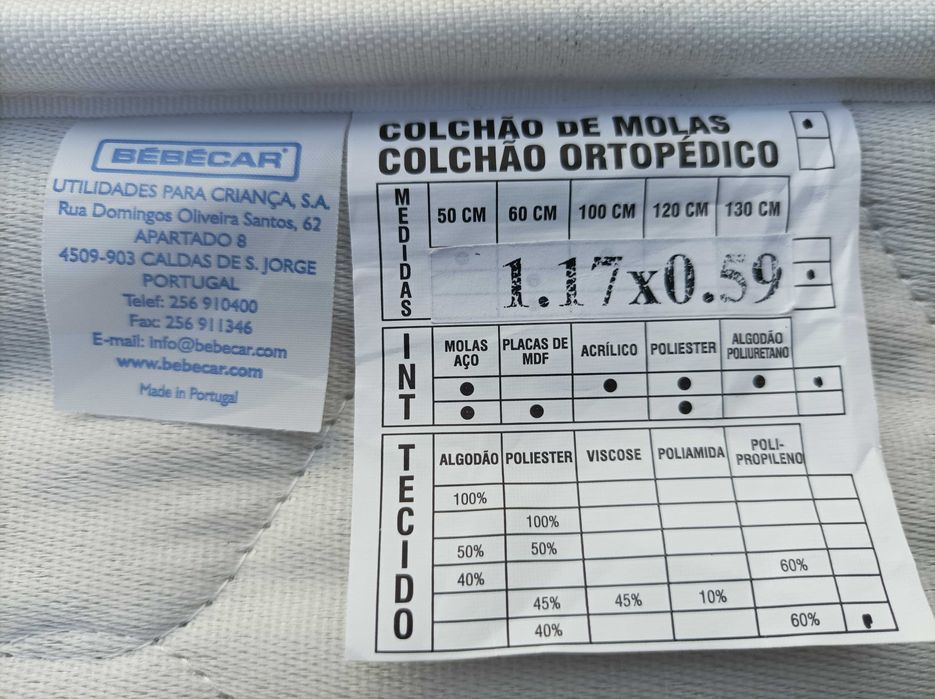 BÉBÉCAR
UTILIDADES PARA CRIANÇA, S.A.
Rua Domingos Oliveira Santos, 62
APARTADO 8
4509-903 CALDAS DE S. JORGE
PORTUGAL
Telef: 256 910400
Fax: 256 911346
E-mail: info@bebecar.com
www.bebecar.com
Made in Portugal
COLCHÃO DE MOLAS
COLCHÃO ORTOPÉDICO
MEDIDAS
50 CM 60 CM 100 CM 120 CM 130 CM
1.17x0.59
INT
MOLAS AÇO PLACAS DE MDF ACRÍLICO POLIESTER ALGODÃO POLIURETANO
TECIDO
ALGODÃO POLIESTER VISCOSE POLIAMIDA POLI-PROPILENO
100%
100%
50% 50%
40% 60%
45% 45% 10%
40% 60%